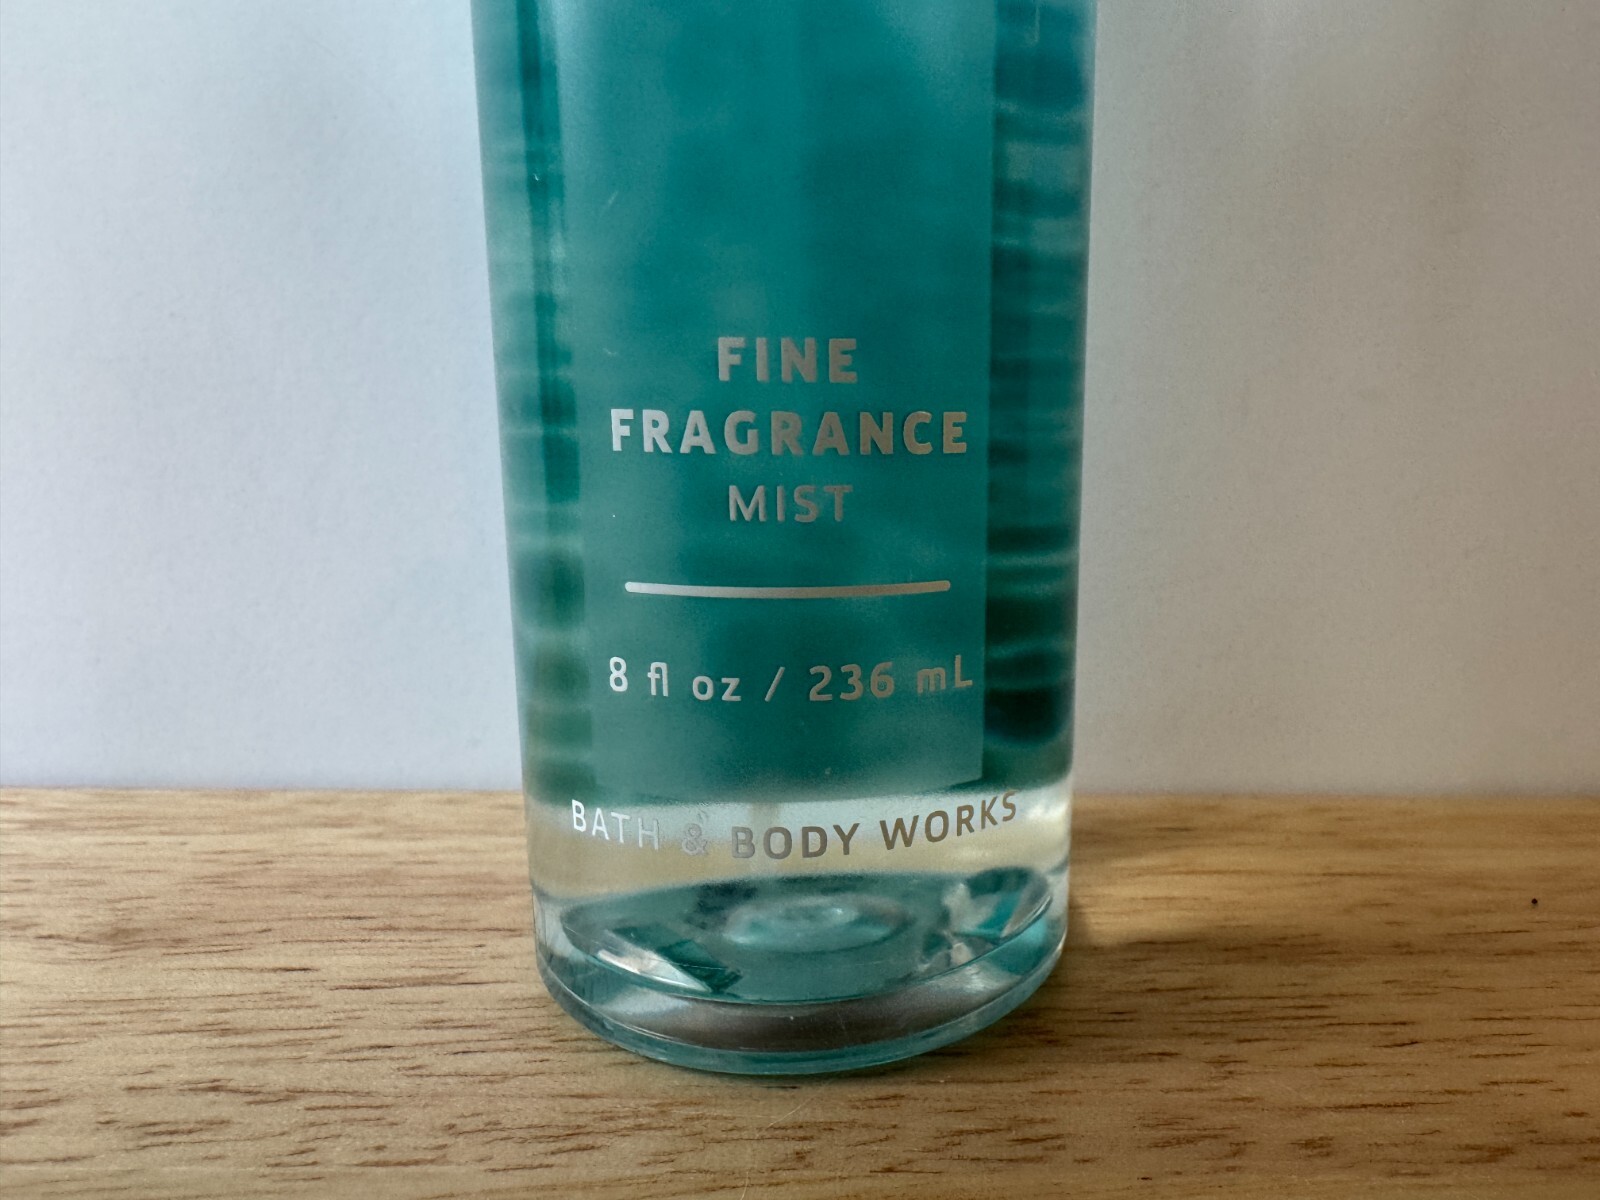 FINE
FRAGRANCE
MIST
8 fl oz / 236 mL
BATH & BODY WORKS